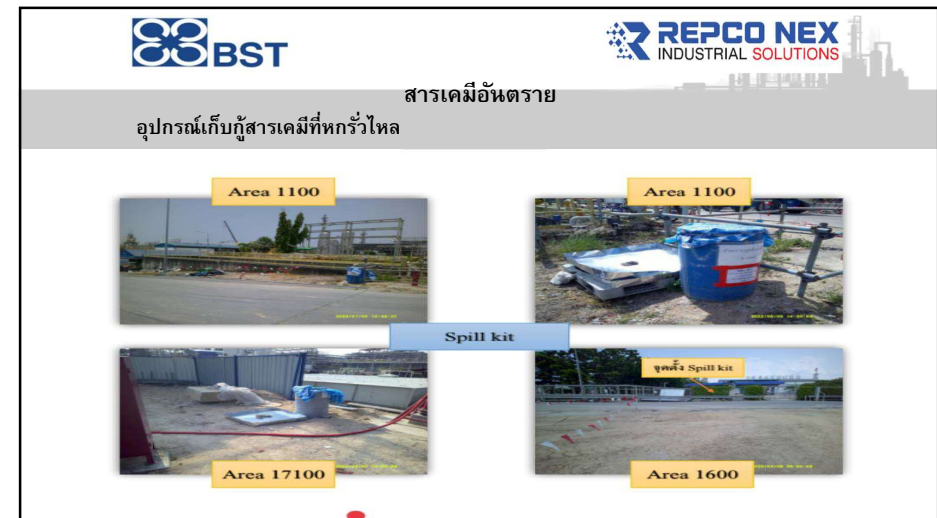 BST
REPCO NEX
INDUSTRIAL SOLUTIONS
สารเคมีอันตราย
อุปกรณ์เก็บกู้สารเคมีที่หกรั่วไหล
Area 1100
Area 1100
Spill kit
จุดตั้ง Spill kit
Area 17100
Area 1600